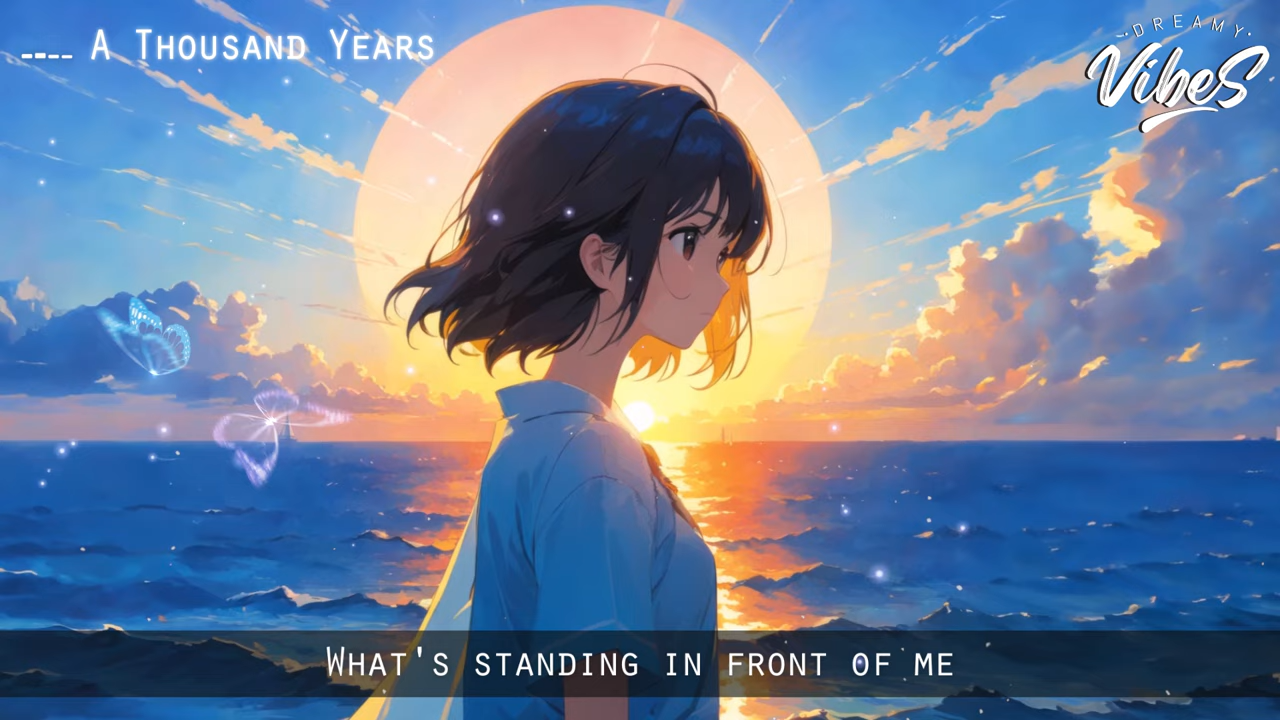 ---- A Thousand Years
DREAMY
Vibes
What's standing in front of me